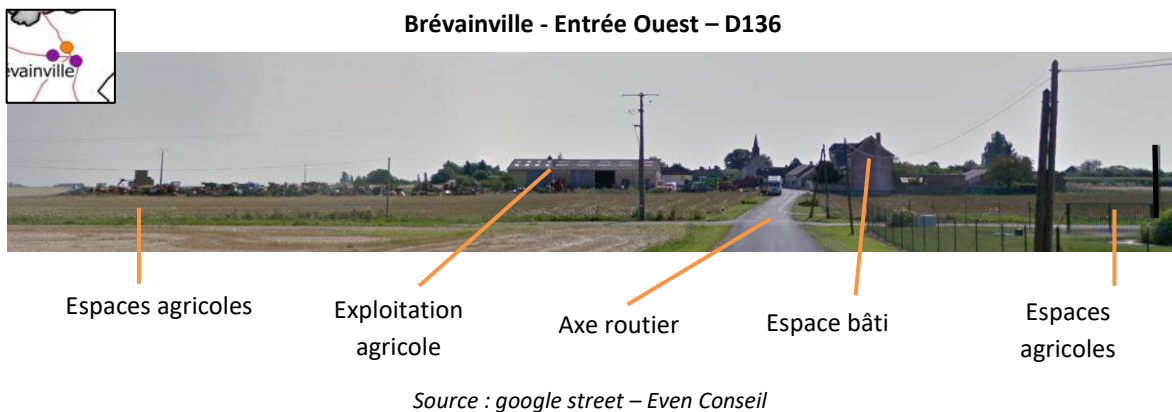 Brévainville - Entrée Ouest – D136
évainville
Espaces agricoles
Exploitation
agricole
Axe routier
Espace bâti
Espaces
agricoles
Source : google street – Even Conseil